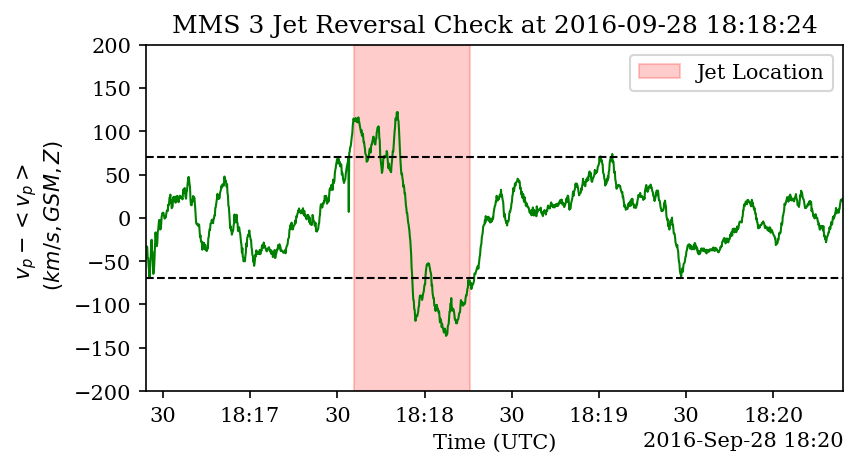 MMS 3 Jet Reversal Check at 2016-09-28 18:18:24
Jet Location
200
150
100
50
0
−50
−100
−150
−200
v_p − < v_p >
(km/s, GSM, Z)
30 18:17 30 18:18 30 18:19 30 18:20
Time (UTC)
2016-Sep-28 18:20